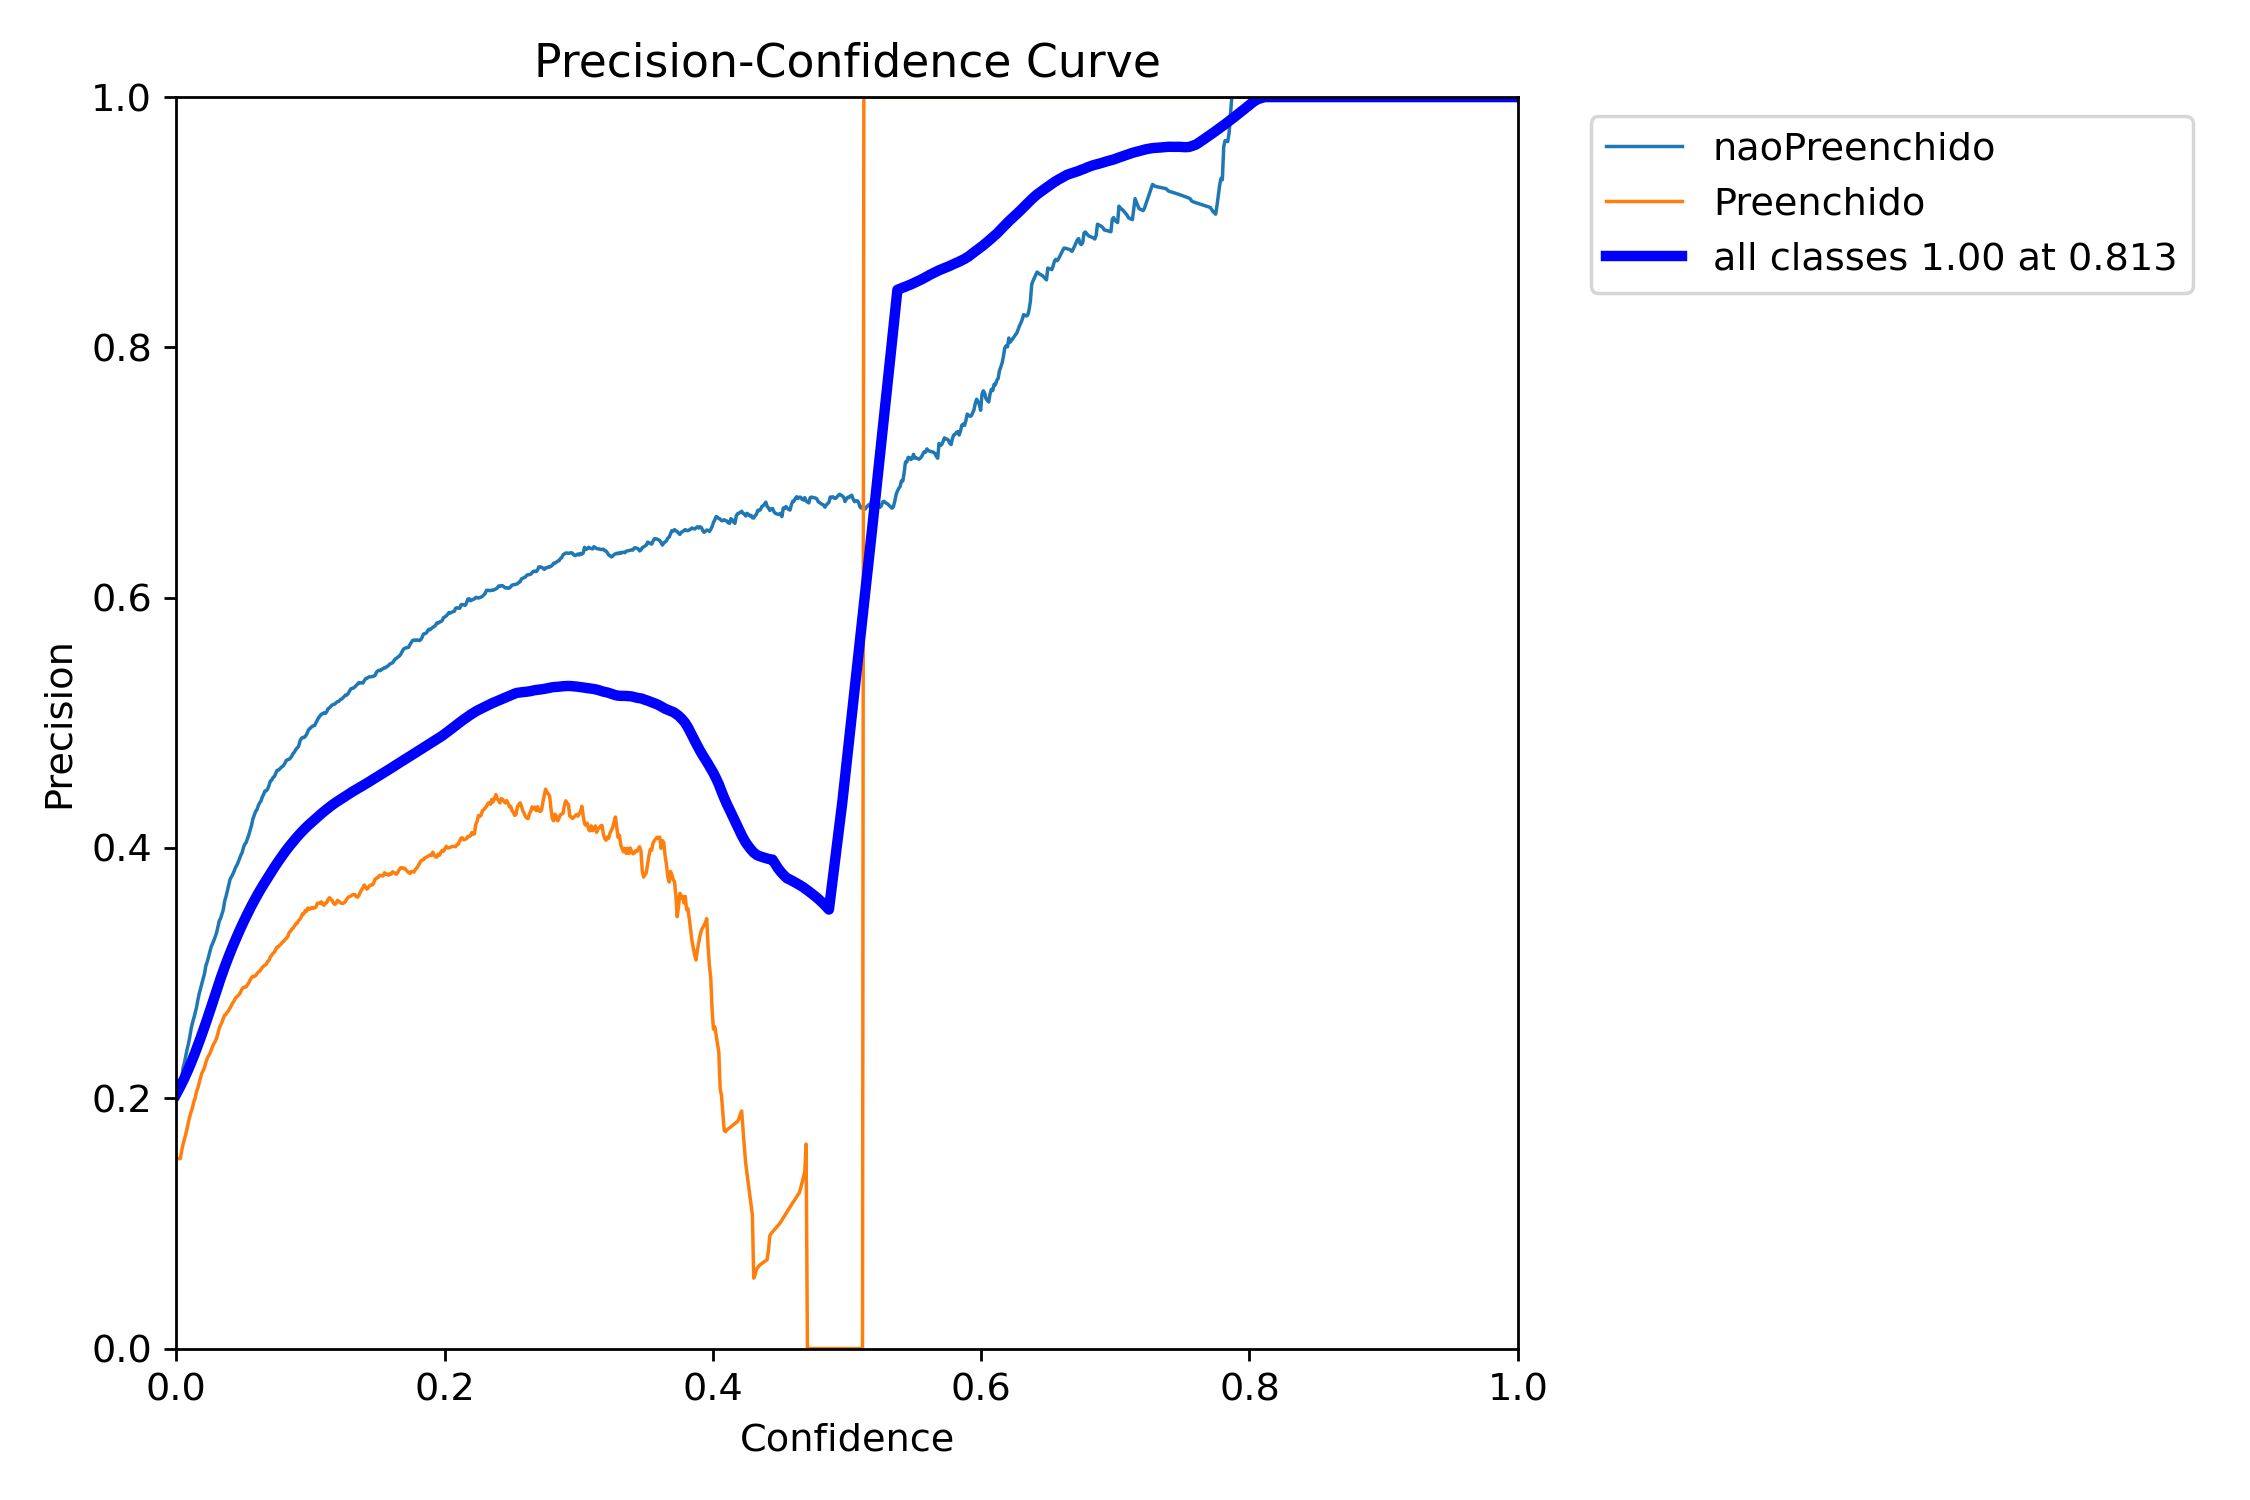 Precision-Confidence Curve
1.0
0.8
0.6
0.4
0.2
0.0
Precision
0.0 0.2 0.4 0.6 0.8 1.0
Confidence
naoPreenchido
Preenchido
all classes 1.00 at 0.813